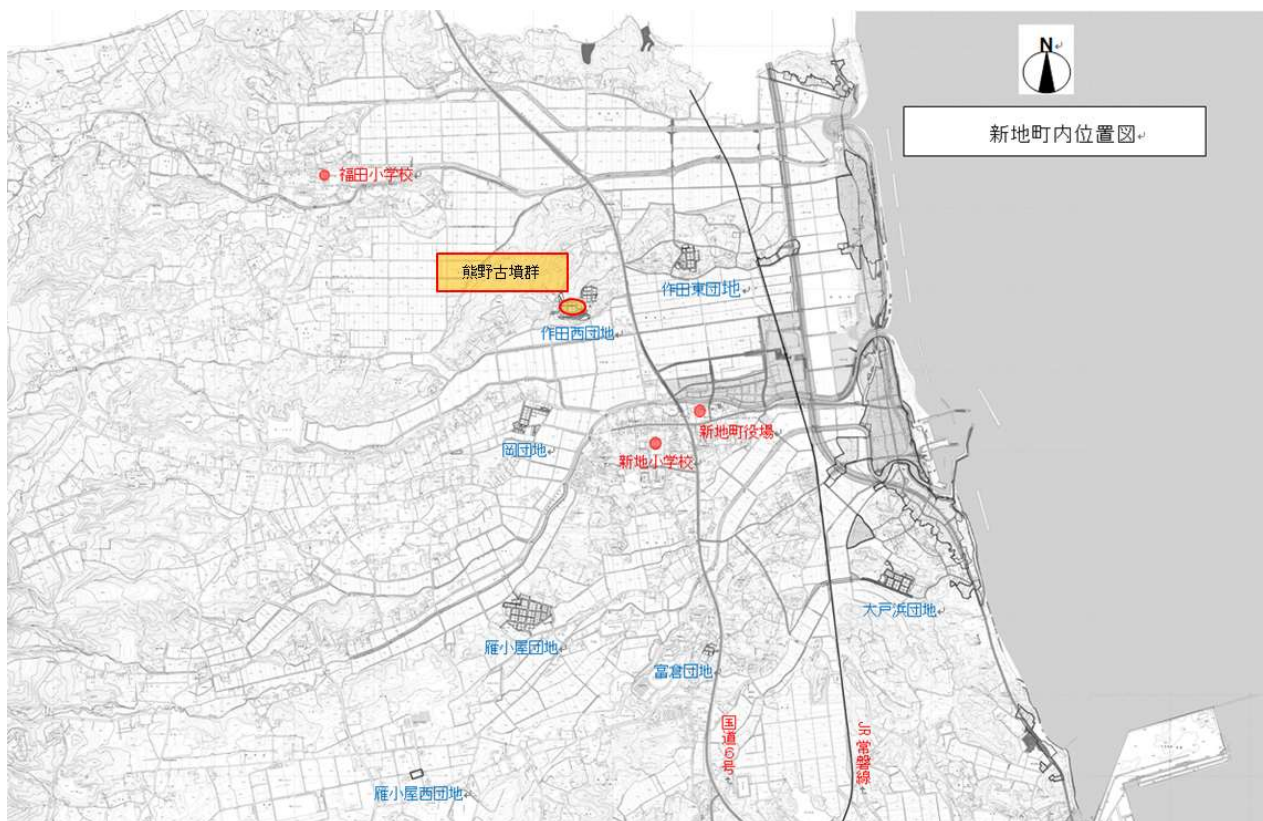 N
新地町内位置図
福田小学校
熊野古墳群
作田東団地
作田西団地
新地町役場
岡団地
新地小学校
大戸浜団地
雁小屋団地
富倉団地
国道6号
JR常磐線
雁小屋西団地